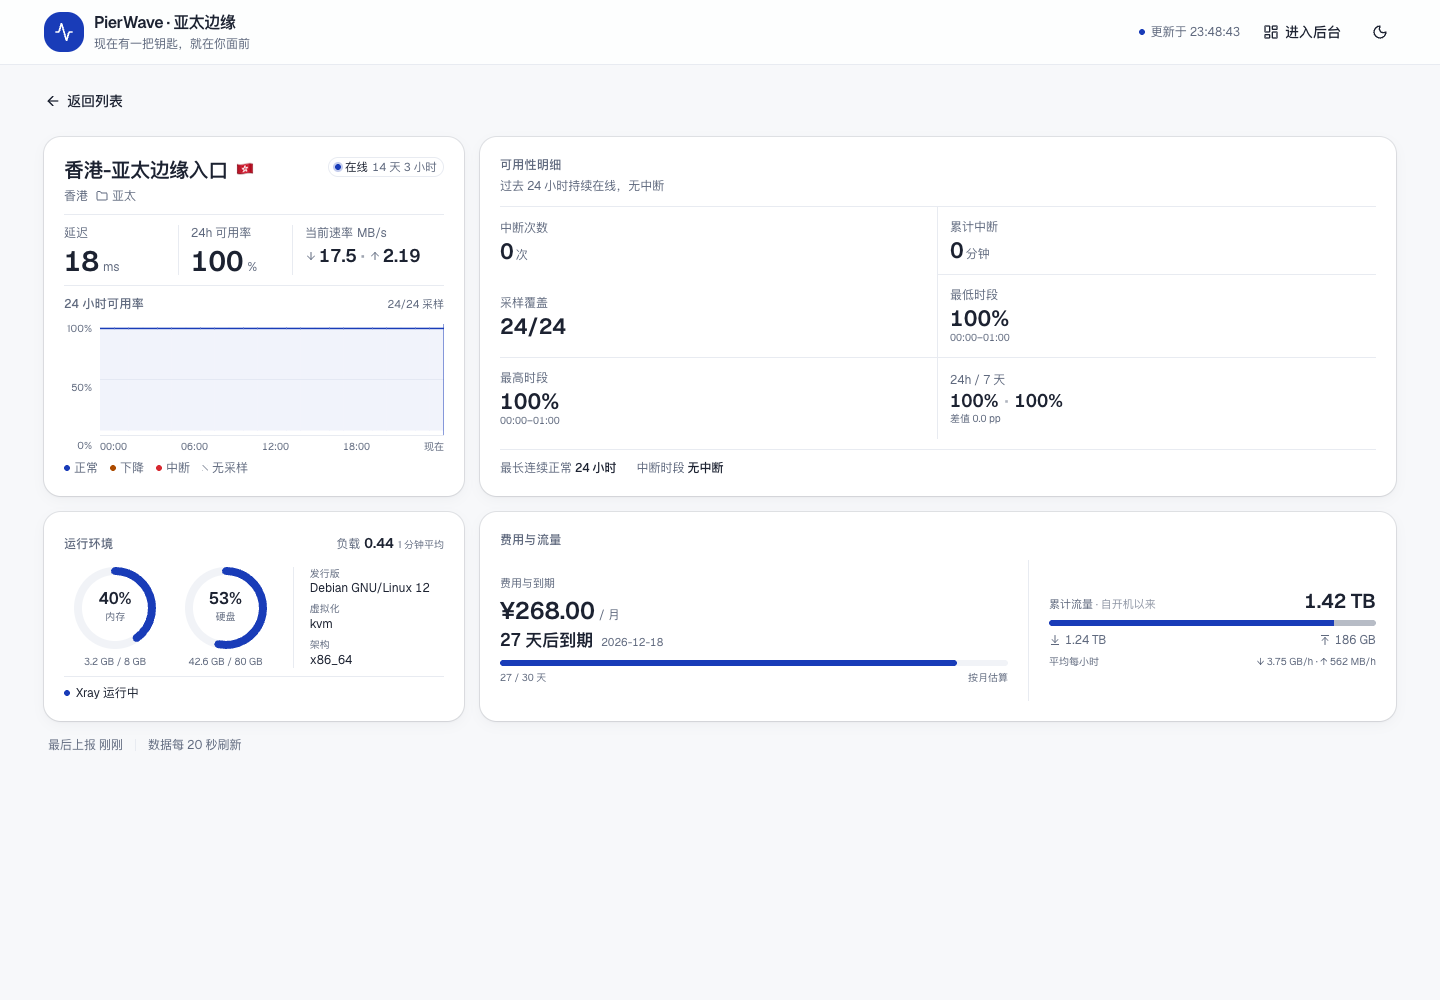 PierWave · 亚太边缘
现在有一把钥匙，就在你面前
更新于 23:48:43
进入后台
返回列表
香港-亚太边缘入口
在线 14 天 3 小时
香港 亚太
延迟
18 ms
24h 可用率
100 %
当前速率 MB/s
↓ 17.5 · ↑ 2.19
24 小时可用率
24/24 采样
100%
50%
0%
00:00 06:00 12:00 18:00 现在
正常 下降 中断 无采样
可用性明细
过去 24 小时持续在线，无中断
中断次数
0 次
累计中断
0 分钟
采样覆盖
24/24
最低时段
100%
00:00–01:00
最高时段
100%
00:00–01:00
24h / 7 天
100% · 100%
差值 0.0 pp
最长连续正常 24 小时 中断时段 无中断
运行环境
负载 0.44 1 分钟平均
40%
内存
3.2 GB / 8 GB
53%
硬盘
42.6 GB / 80 GB
发行版
Debian GNU/Linux 12
虚拟化
kvm
架构
x86_64
Xray 运行中
费用与流量
费用与到期
¥268.00 / 月
27 天后到期 2026-12-18
27 / 30 天
按月估算
累计流量 · 自开机以来
1.42 TB
1.24 TB
186 GB
平均每小时
↓ 3.75 GB/h · ↑ 562 MB/h
最后上报 刚刚 数据每 20 秒刷新